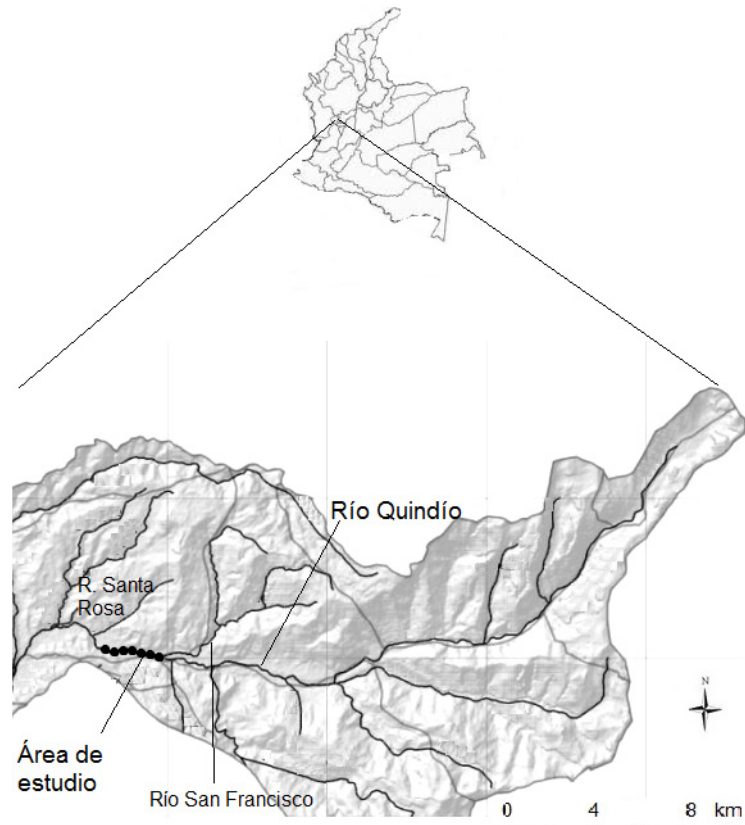 Río Quindío
R. Santa
Rosa
N
Área de
estudio
Río San Francisco
0 4 8 km